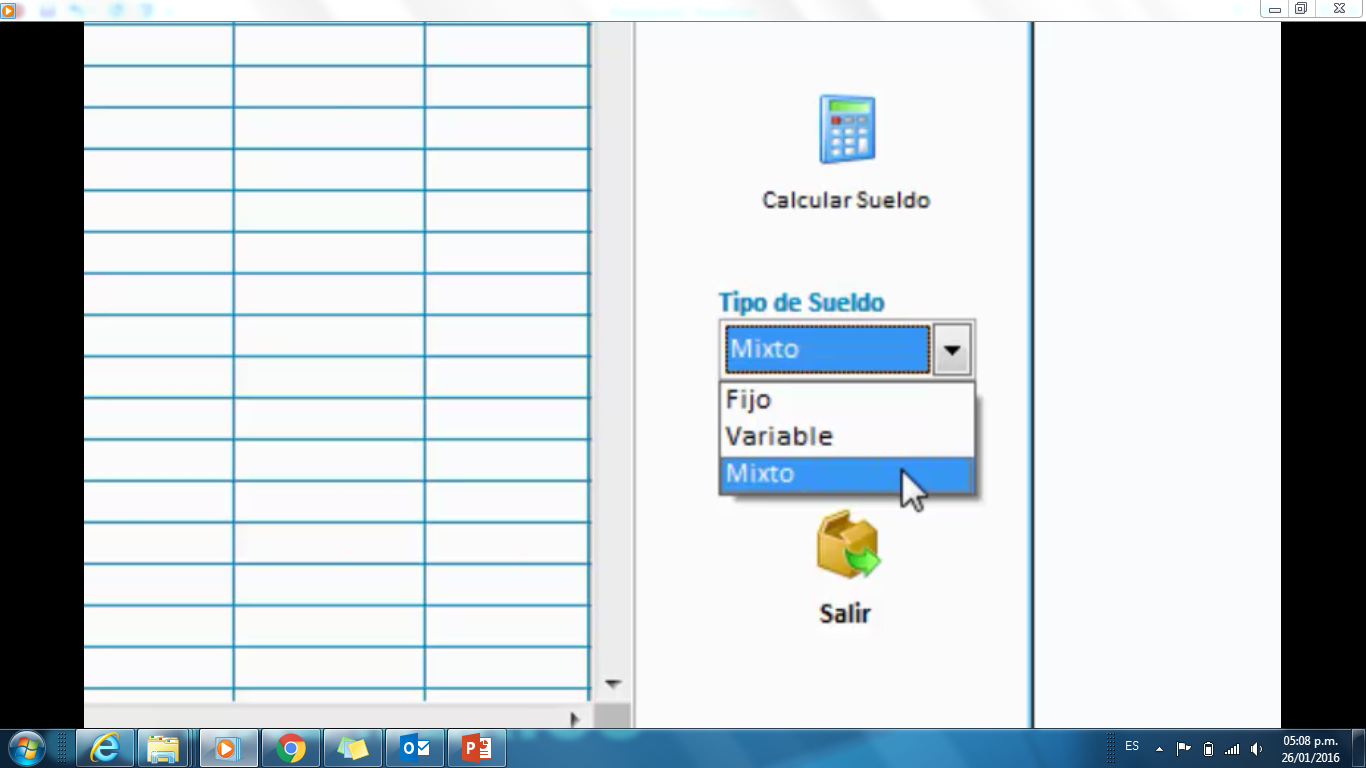 Calcular Sueldo
Tipo de Sueldo
Mixto
Fijo
Variable
Mixto
Salir
ES
05:08 p.m.
26/01/2016